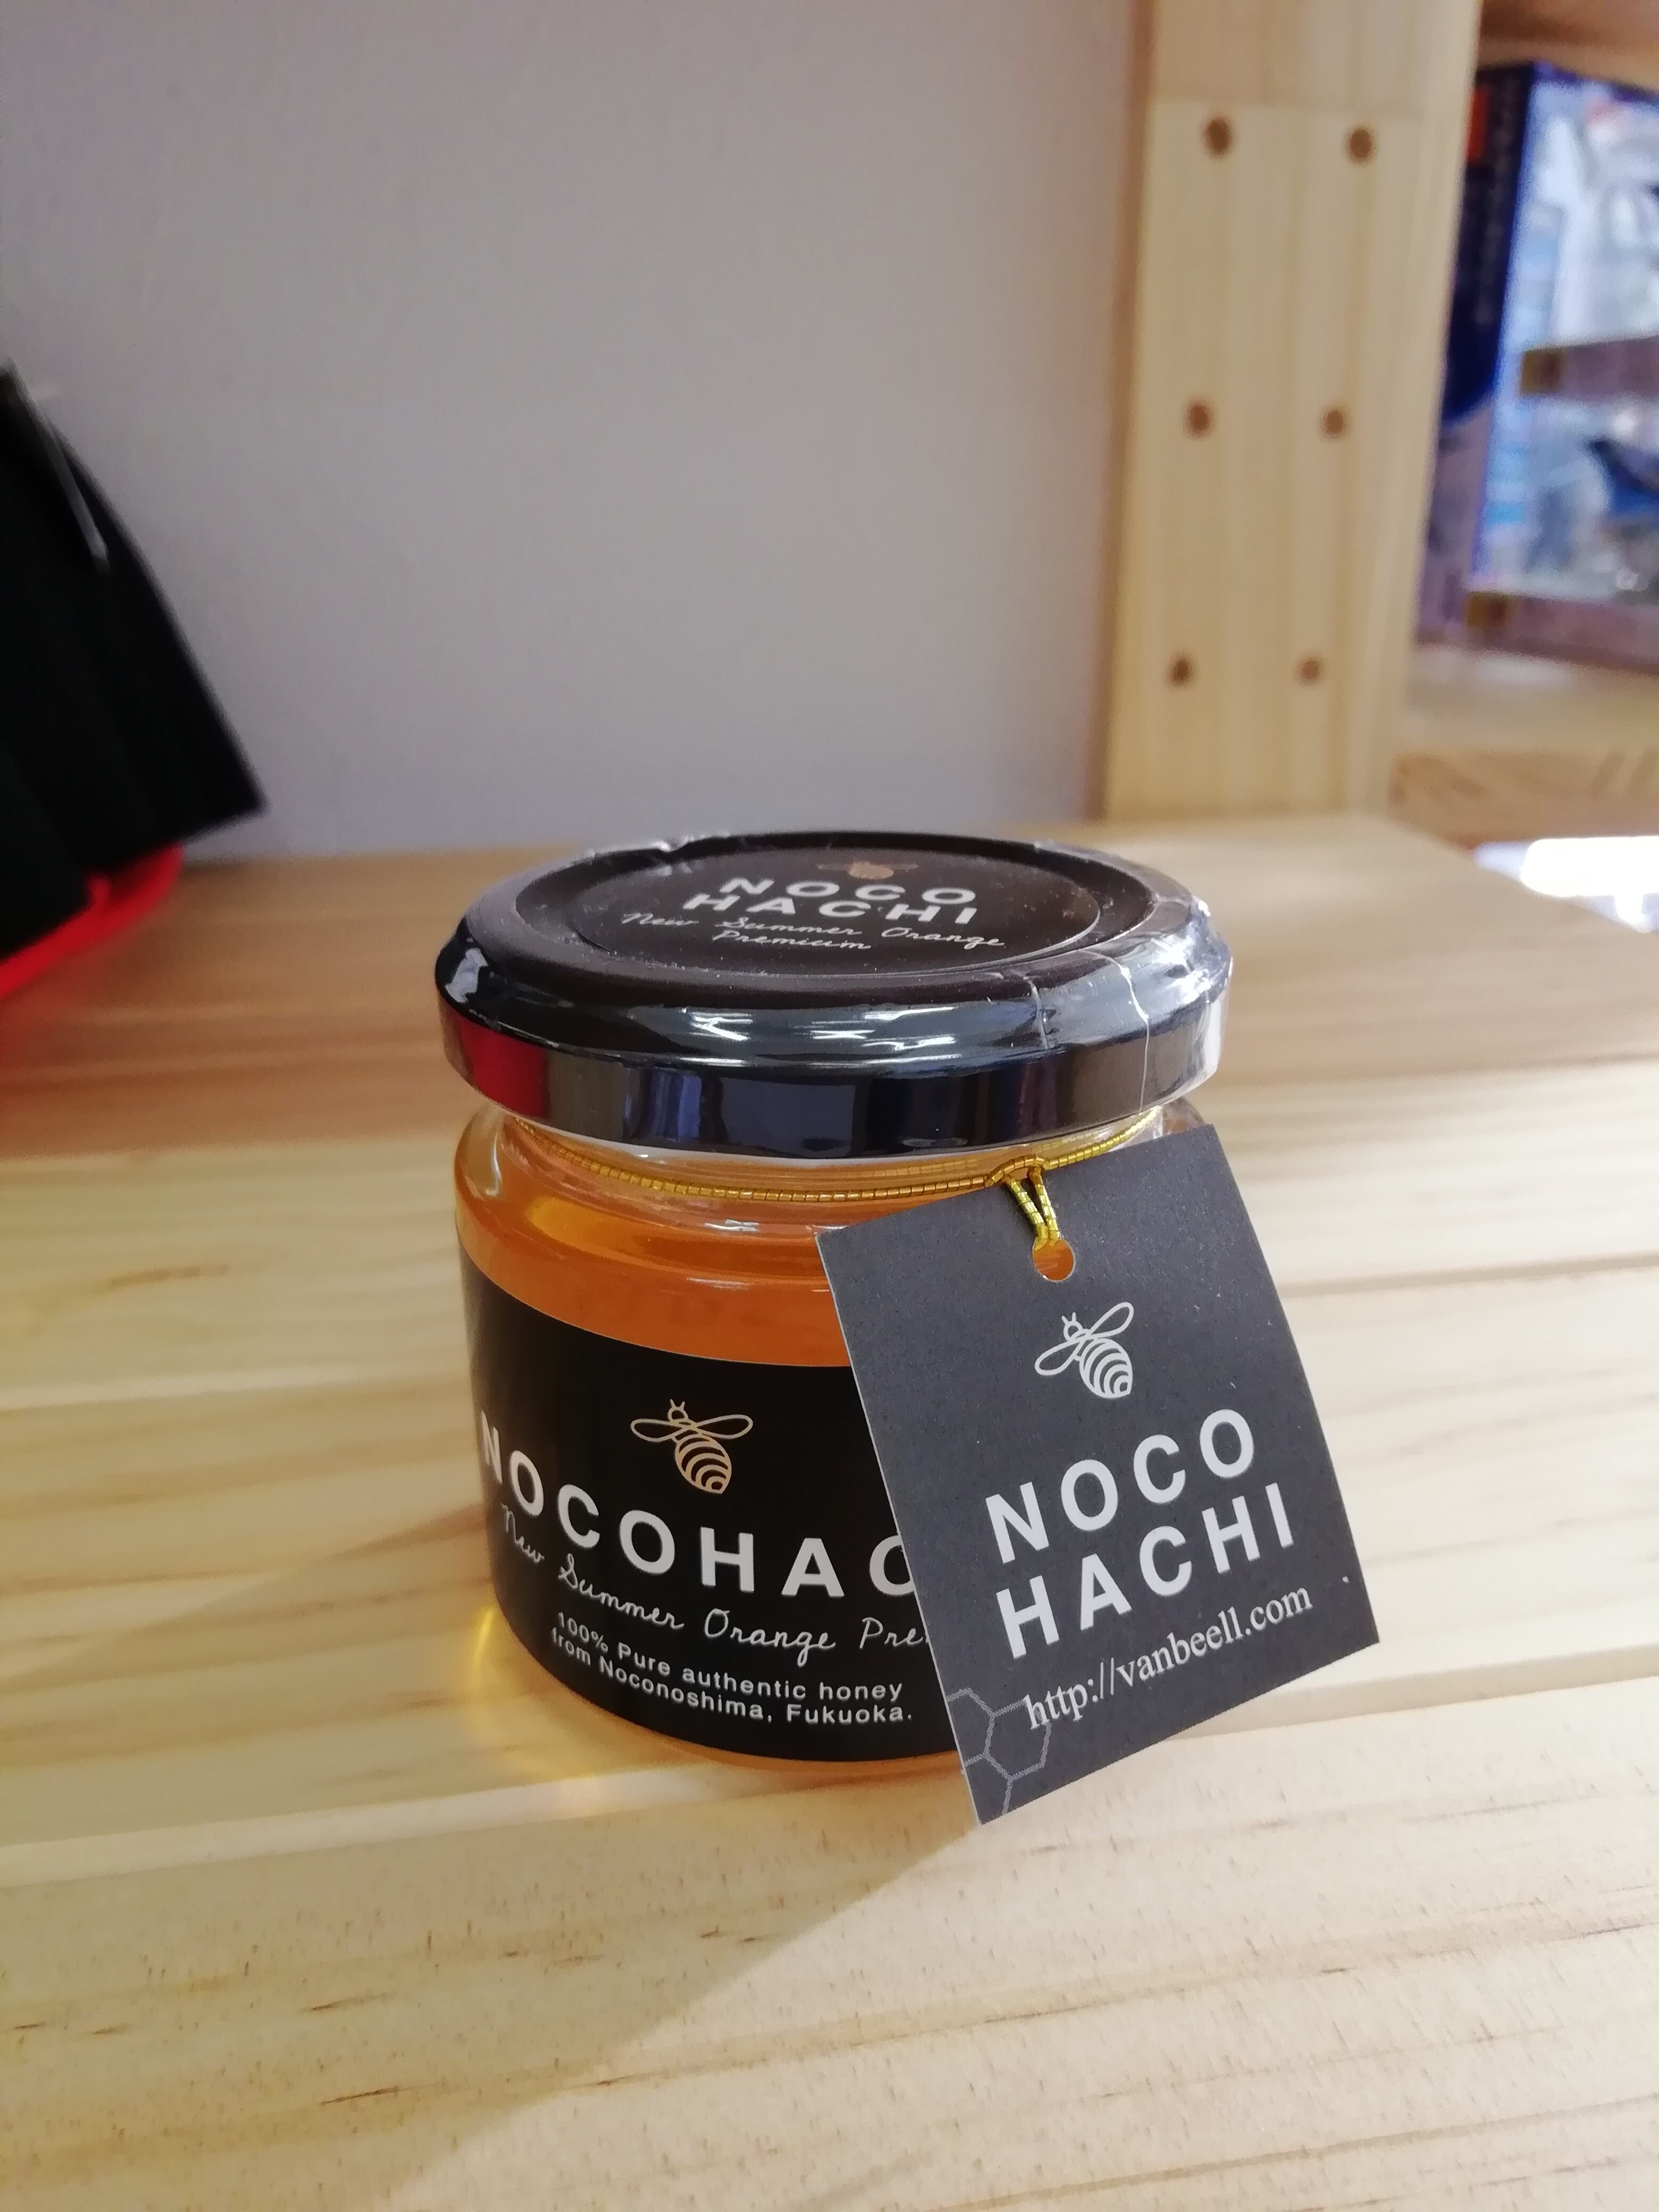 NOCO
HACHI
New Summer Orange
Premium
NOCOHAC
New Summer Orange Pre
100% Pure authentic honey
from Noconoshima, Fukuoka.
NOCO
HACHI
http://vanbeell.com